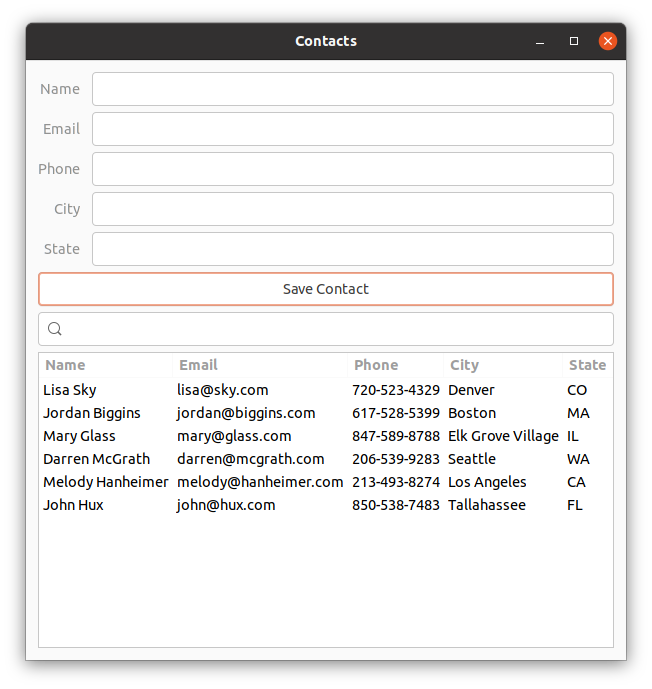 Contacts
Name
Email
Phone
City
State
Save Contact
Name Email Phone City State
Lisa Sky lisa@sky.com 720-523-4329 Denver CO
Jordan Biggins jordan@biggins.com 617-528-5399 Boston MA
Mary Glass mary@glass.com 847-589-8788 Elk Grove Village IL
Darren McGrath darren@mcgrath.com 206-539-9283 Seattle WA
Melody Hanheimer melody@hanheimer.com 213-493-8274 Los Angeles CA
John Hux john@hux.com 850-538-7483 Tallahassee FL